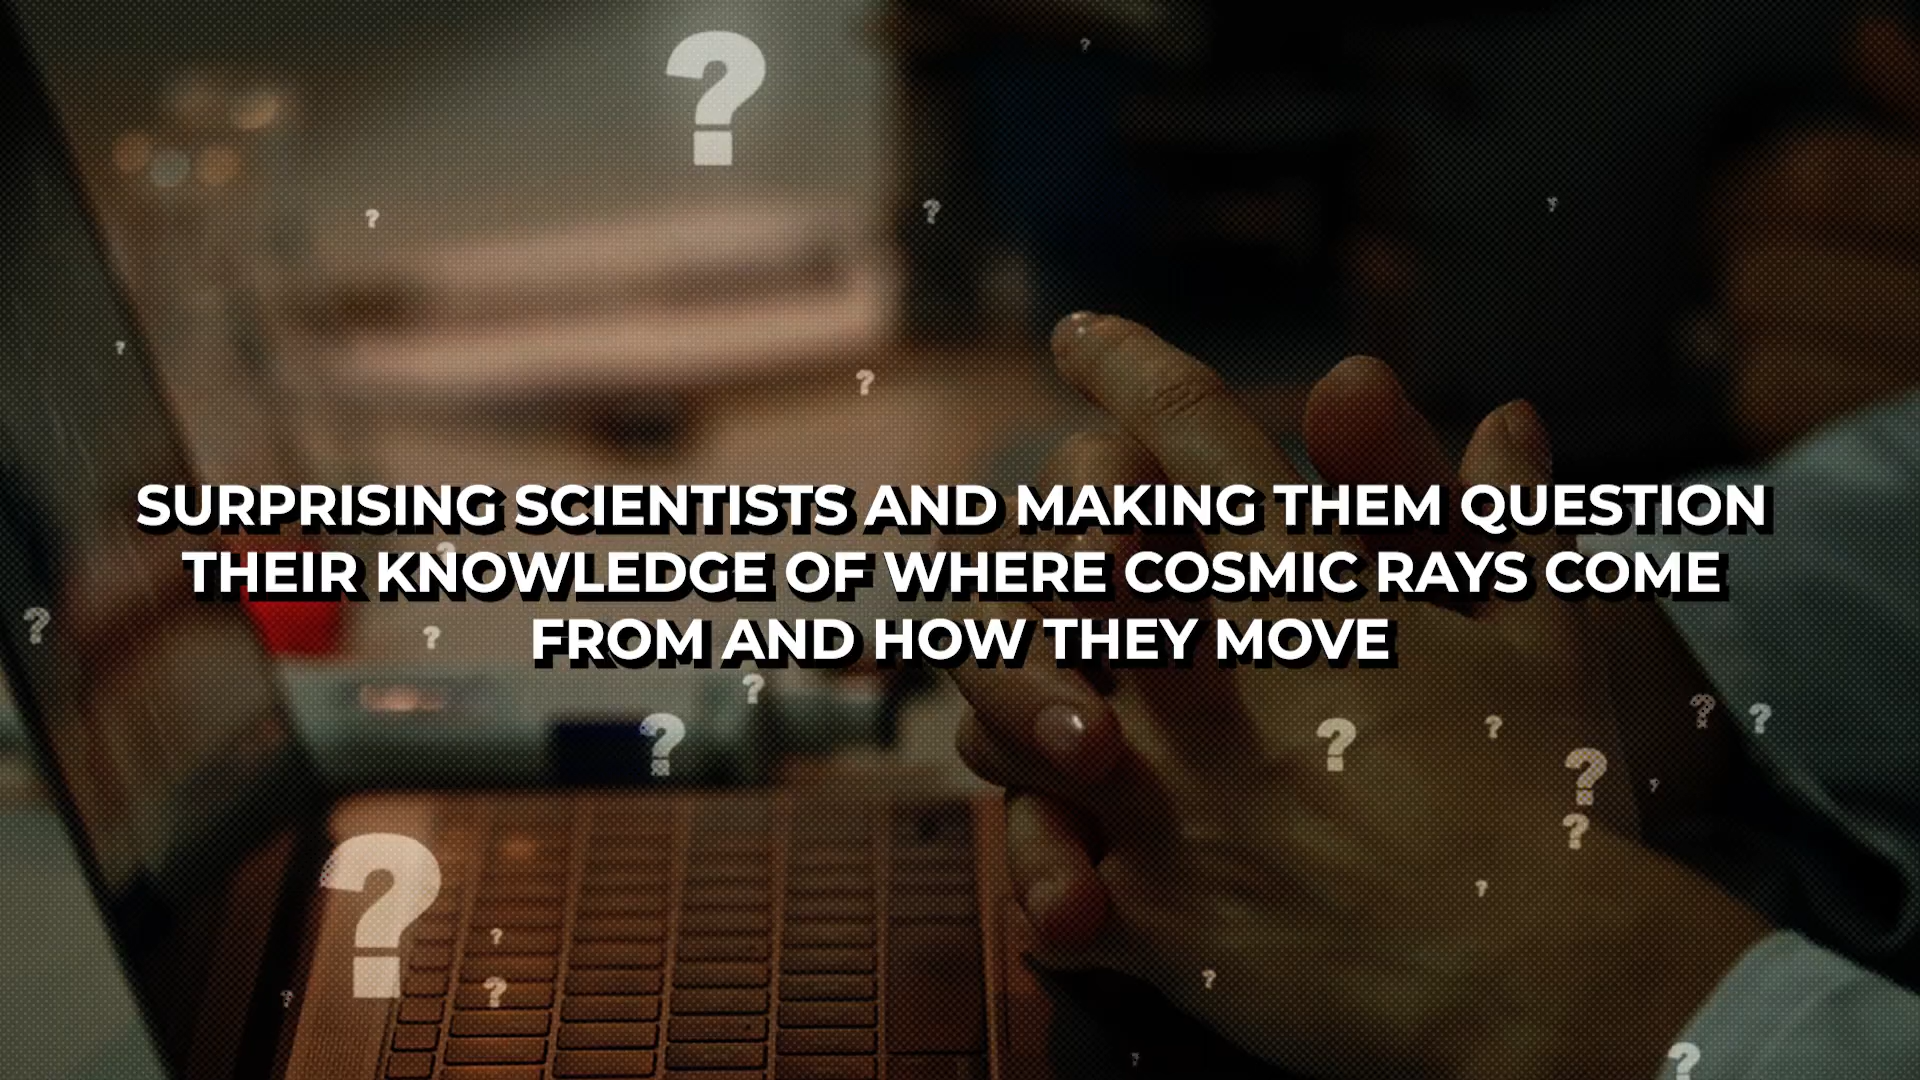 SURPRISING SCIENTISTS AND MAKING THEM QUESTION
THEIR KNOWLEDGE OF WHERE COSMIC RAYS COME
FROM AND HOW THEY MOVE